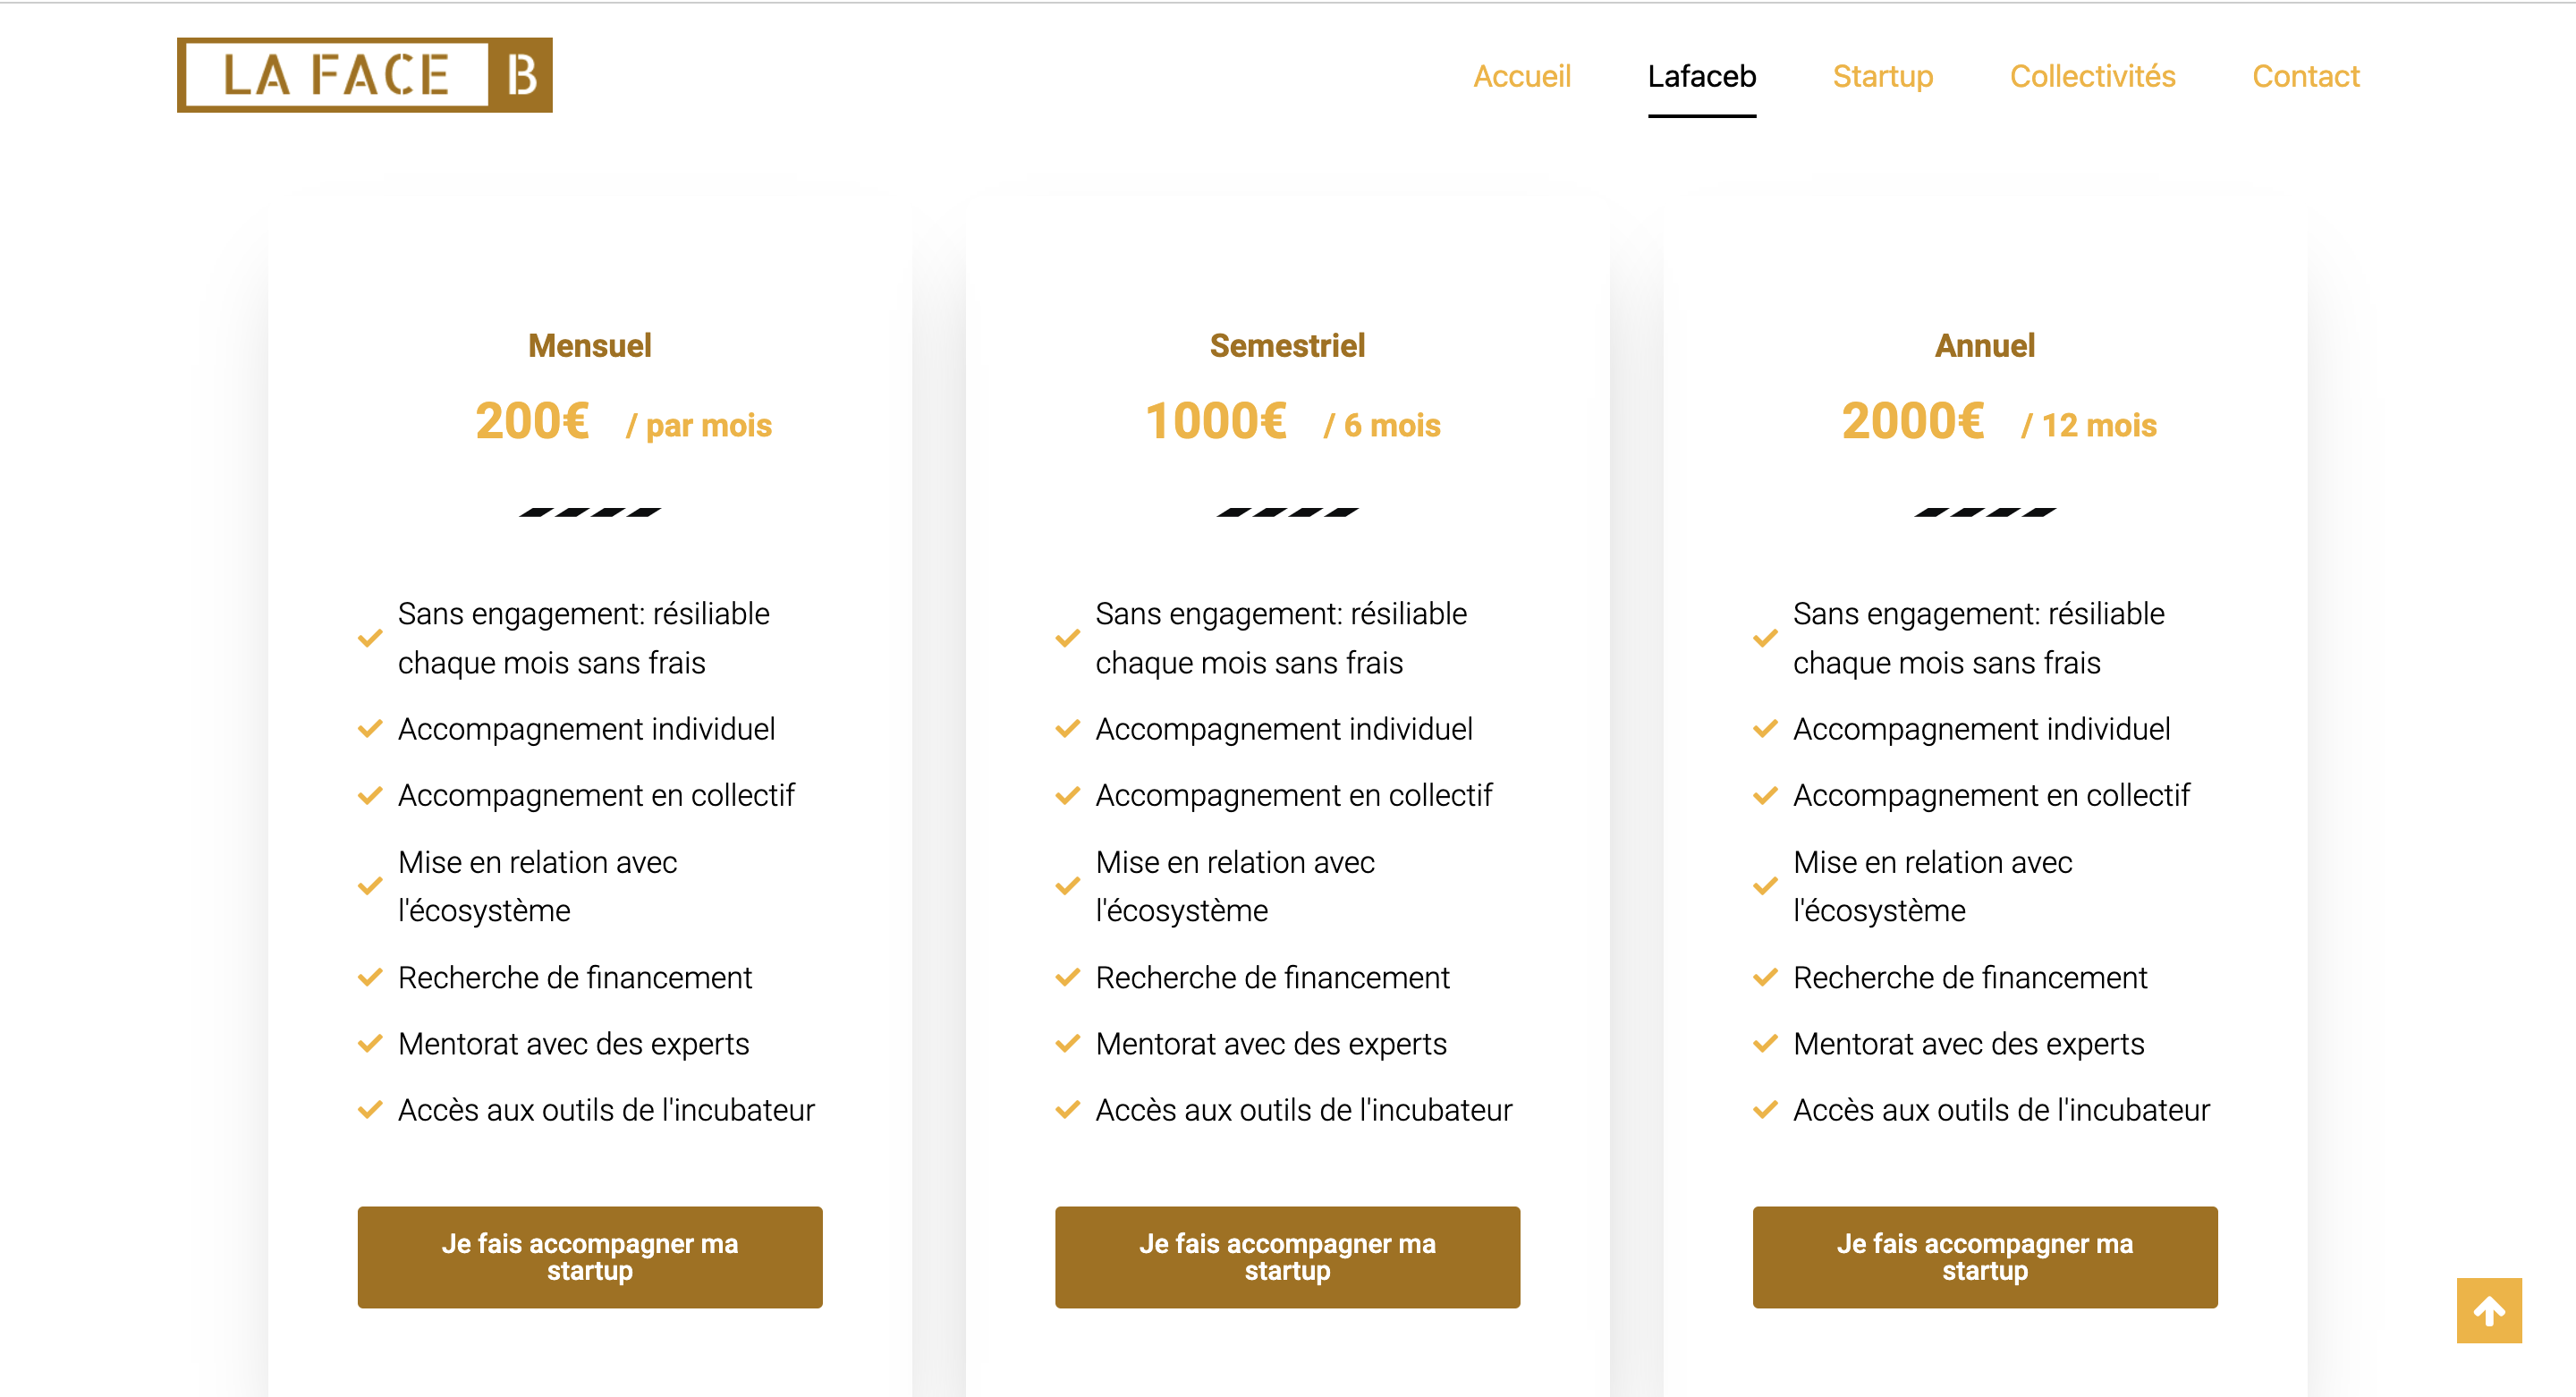 LA FACE B
Accueil Lafaceb Startup Collectivités Contact
Mensuel
200€ / par mois
Sans engagement: résiliable
chaque mois sans frais
Accompagnement individuel
Accompagnement en collectif
Mise en relation avec
l'écosystème
Recherche de financement
Mentorat avec des experts
Accès aux outils de l'incubateur
Je fais accompagner ma
startup
Semestriel
1000€ / 6 mois
Sans engagement: résiliable
chaque mois sans frais
Accompagnement individuel
Accompagnement en collectif
Mise en relation avec
l'écosystème
Recherche de financement
Mentorat avec des experts
Accès aux outils de l'incubateur
Je fais accompagner ma
startup
Annuel
2000€ / 12 mois
Sans engagement: résiliable
chaque mois sans frais
Accompagnement individuel
Accompagnement en collectif
Mise en relation avec
l'écosystème
Recherche de financement
Mentorat avec des experts
Accès aux outils de l'incubateur
Je fais accompagner ma
startup